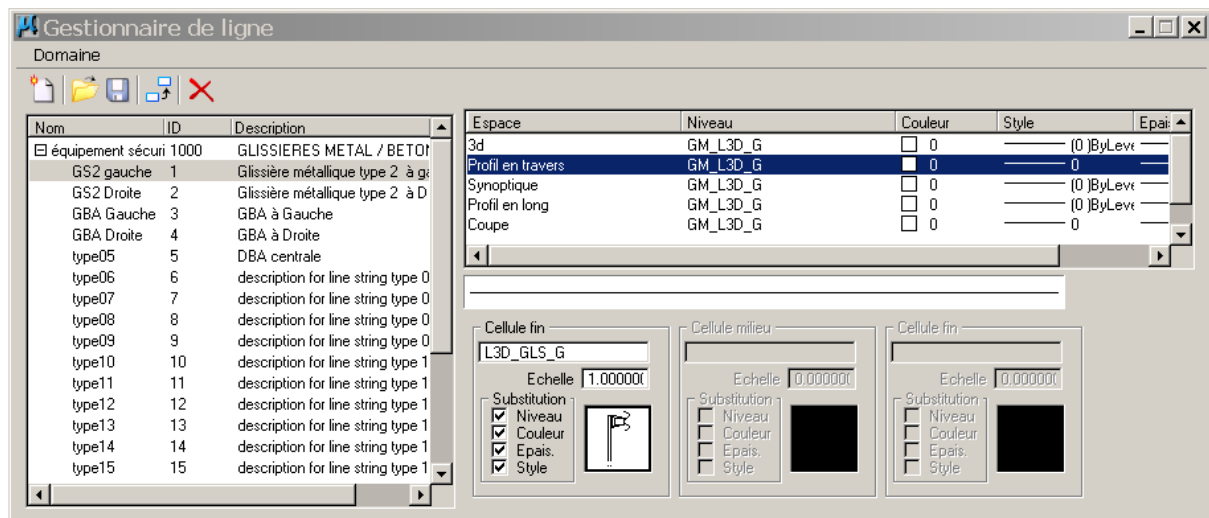 Gestionnaire de ligne
Domaine
Nom ID Description
équipement sécuri 1000 GLISSIERES METAL / BETO
GS2 gauche 1 Glissière métallique type 2 à ga
GS2 Droite 2 Glissière métallique type 2 à D
GBA Gauche 3 GBA à Gauche
GBA Droite 4 GBA à Droite
type05 5 DBA centrale
type06 6 description for line string type 0
type07 7 description for line string type 0
type08 8 description for line string type 0
type09 9 description for line string type 0
type10 10 description for line string type 1
type11 11 description for line string type 1
type12 12 description for line string type 1
type13 13 description for line string type 1
type14 14 description for line string type 1
type15 15 description for line string type 1
Espace Niveau Couleur Style Epai
3d GM_L3D_G 0 (0 )ByLeve
Profil en travers GM_L3D_G 0 0
Synoptique GM_L3D_G 0 (0 )ByLeve
Profil en long GM_L3D_G 0 (0 )ByLeve
Coupe GM_L3D_G 0 0
Cellule fin
L3D_GLS_G
Echelle 1.000000
Substitution
Niveau
Couleur
Epais.
Style
Cellule milieu
Echelle 0.000000
Substitution
Niveau
Couleur
Epais.
Style
Cellule fin
Echelle 0.000000
Substitution
Niveau
Couleur
Epais.
Style